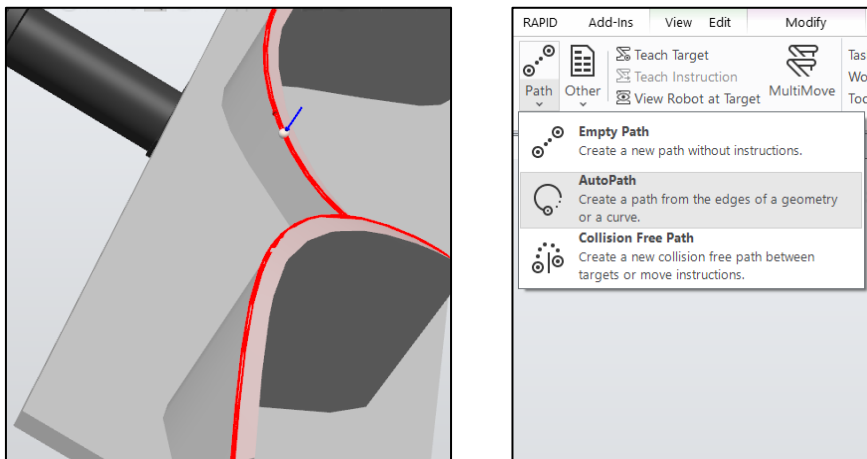 RAPID Add-Ins View Edit Modify
Teach Target
Teach Instruction
View Robot at Target
Path Other MultiMove
Empty Path
Create a new path without instructions.
AutoPath
Create a path from the edges of a geometry
or a curve.
Collision Free Path
Create a new collision free path between
targets or move instructions.
Tas
Wo
Too